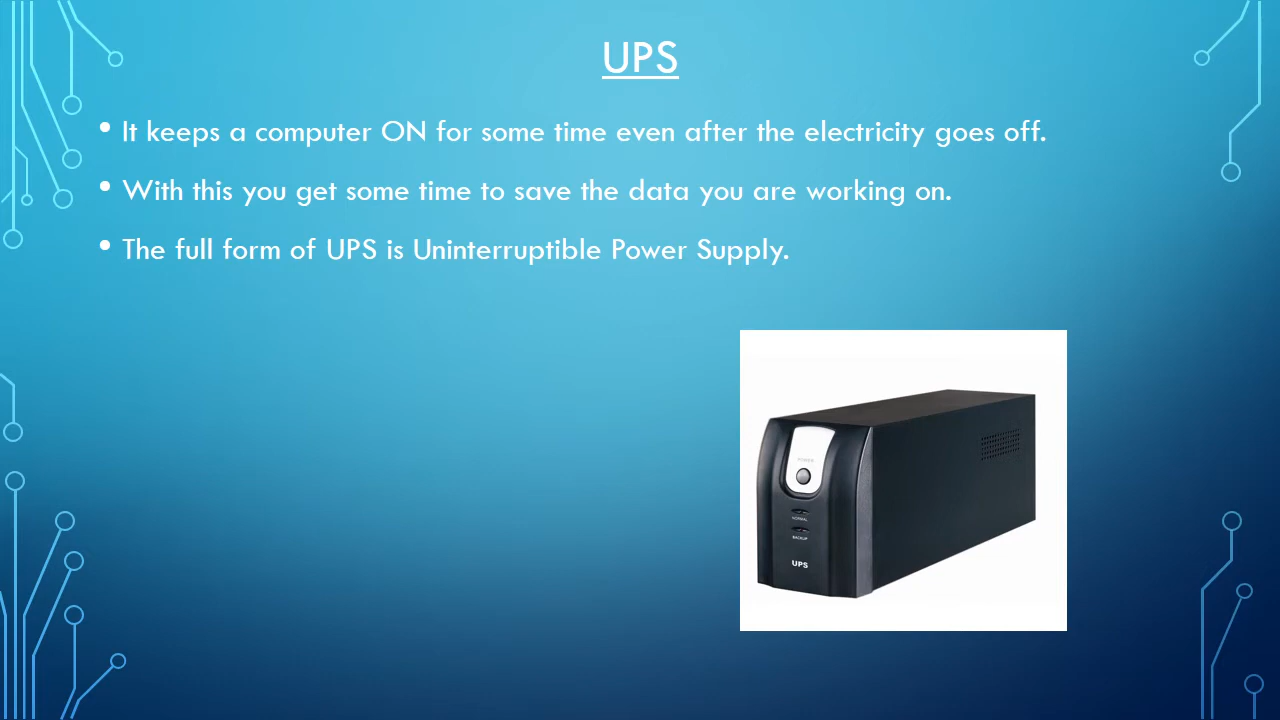 UPS
• It keeps a computer ON for some time even after the electricity goes off.
• With this you get some time to save the data you are working on.
• The full form of UPS is Uninterruptible Power Supply.
POWER
NORMAL
BACKUP
UPS